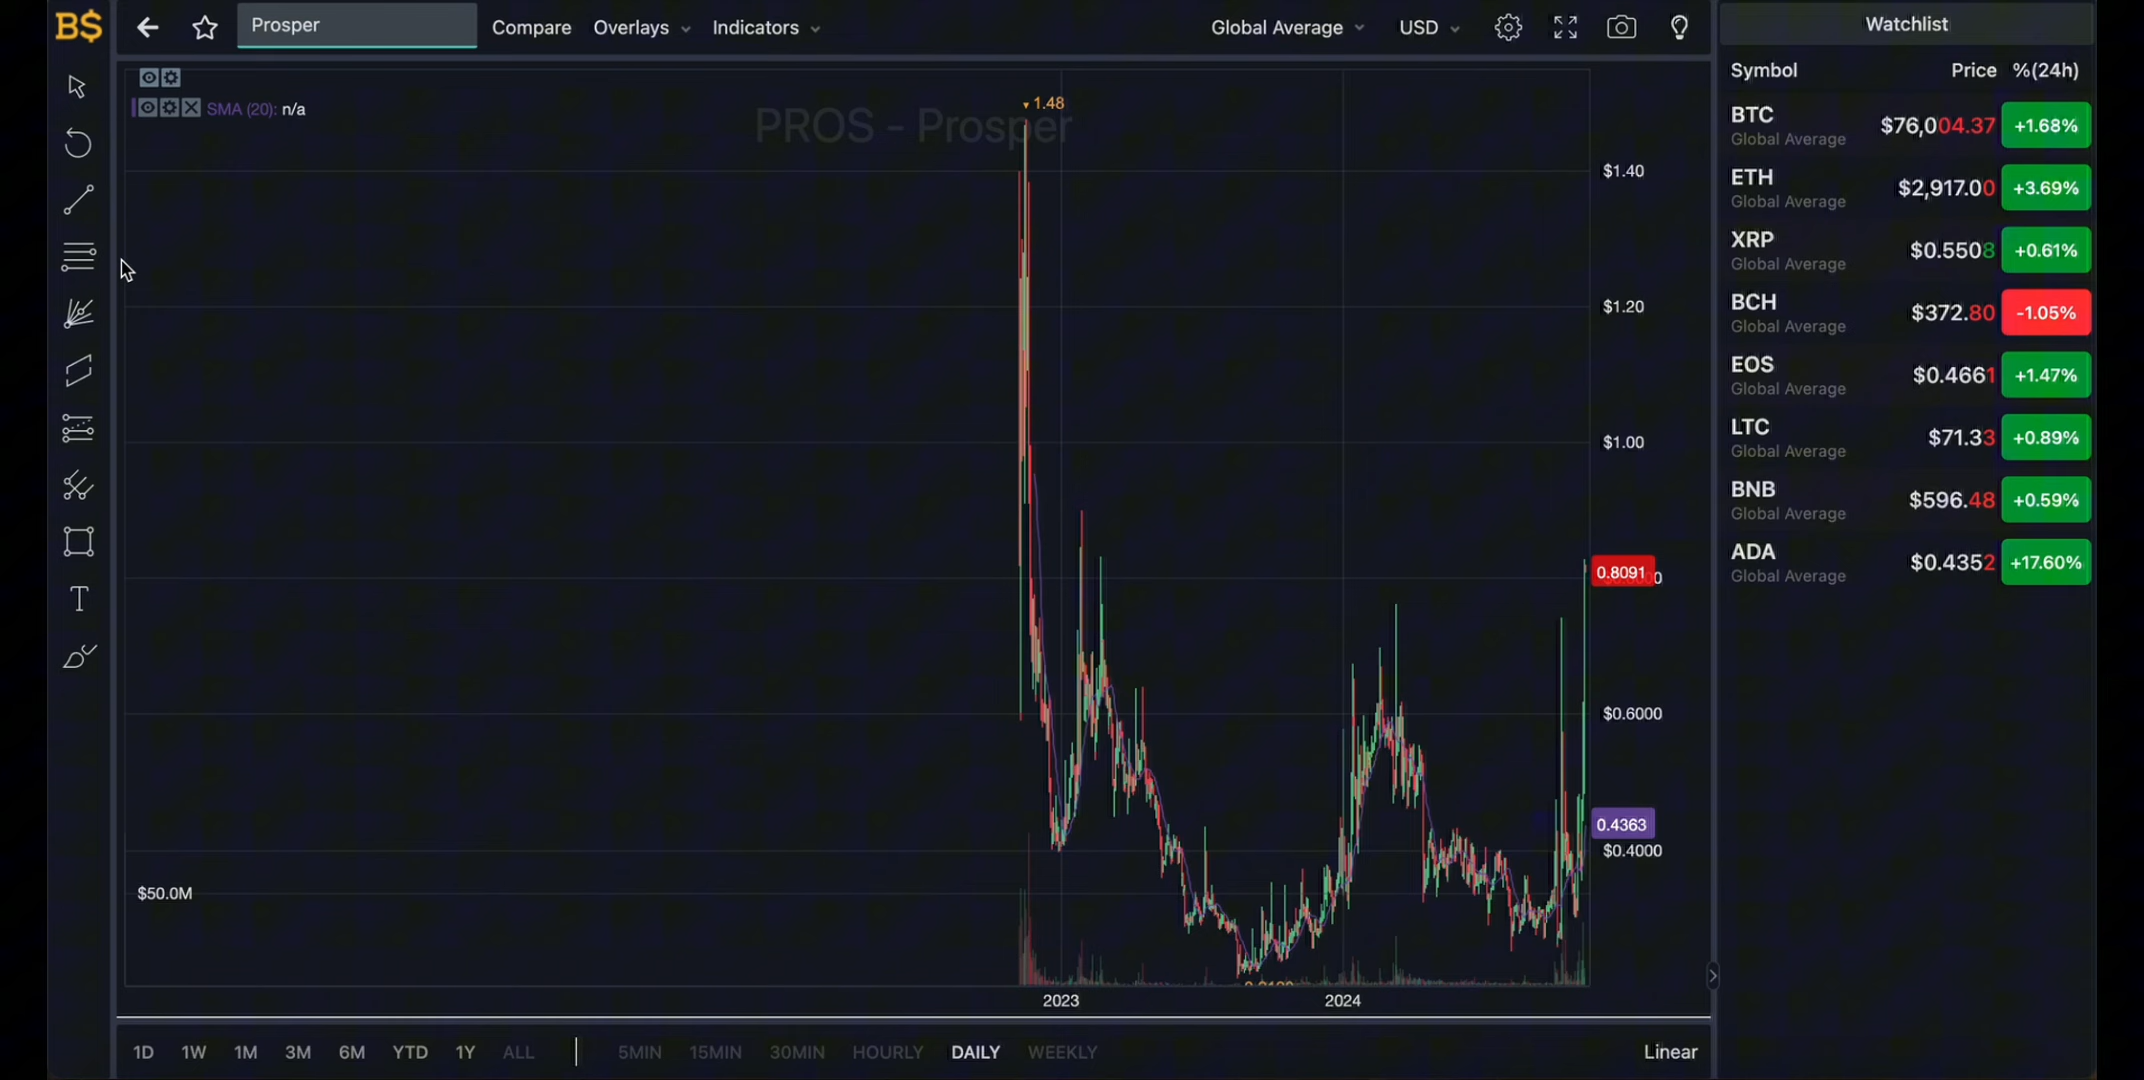 B$
Prosper
Compare
Overlays
Indicators
Global Average
USD
SMA (20): n/a
PROS - Prosper
1.48
$1.40
$1.20
$1.00
0.8091
$0.6000
0.4363
$0.4000
$50.0M
2023
2024
1D 1W 1M 3M 6M YTD 1Y ALL
5MIN 15MIN 30MIN HOURLY DAILY WEEKLY
Linear
Watchlist
Symbol Price %(24h)
BTC $76,004.37 +1.68%
Global Average
ETH $2,917.00 +3.69%
Global Average
XRP $0.5508 +0.61%
Global Average
BCH $372.80 -1.05%
Global Average
EOS $0.4661 +1.47%
Global Average
LTC $71.33 +0.89%
Global Average
BNB $596.48 +0.59%
Global Average
ADA $0.4352 +17.60%
Global Average